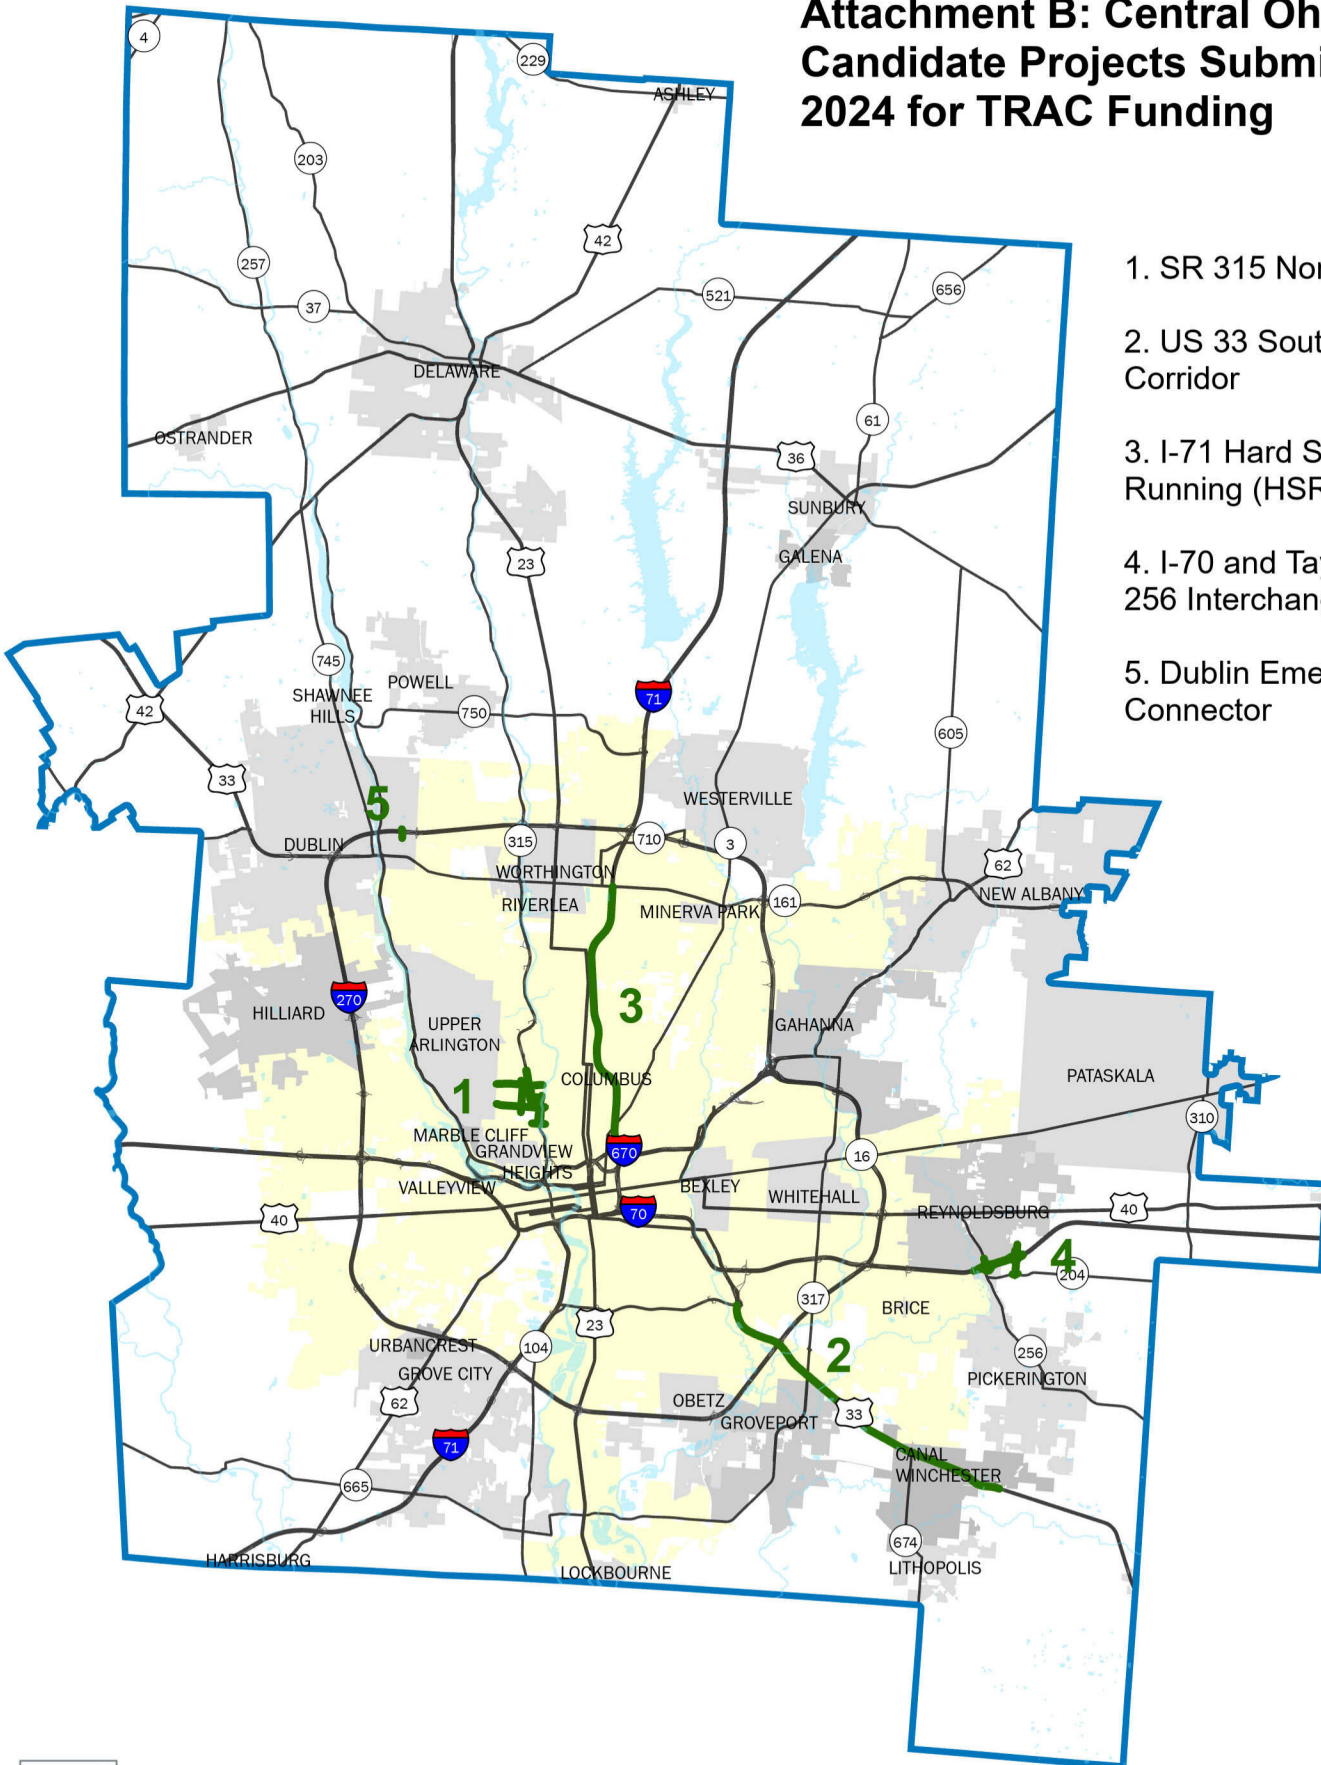 Attachment B: Central Oh
Candidate Projects Submi
2024 for TRAC Funding
1. SR 315 Nor
2. US 33 Sout
Corridor
3. I-71 Hard S
Running (HSR
4. I-70 and Tay
256 Interchan
5. Dublin Eme
Connector
4
229
ASHLEY
203
42
257
37
521
656
DELAWARE
61
OSTRANDER
36
SUNBURY
GALENA
23
745
POWELL
SHAWNEE
HILLS
750
71
42
605
33
5
WESTERVILLE
DUBLIN
315
710
3
WORTHINGTON
62
NEW ALBANY
RIVERLEA
MINERVA PARK
161
270
HILLIARD
3
UPPER
ARLINGTON
GAHANNA
COLUMBUS
PATASKALA
1
310
MARBLE CLIFF
GRANDVIEW
HEIGHTS
670
16
VALLEYVIEW
BEXLEY
WHITEHALL
40
70
REYNOLDSBURG
40
4
204
317
BRICE
23
104
URBANCREST
2
256
GROVE CITY
PICKERINGTON
62
OBETZ
GROVEPORT
33
71
CANAL
WINCHESTER
665
674
HARRISBURG
LOCKBOURNE
LITHOPOLIS